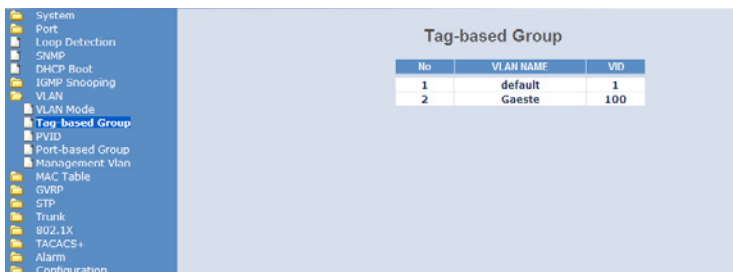 System
Port
Loop Detection
SNMP
DHCP Boot
IGMP Snooping
VLAN
VLAN Mode
Tag-based Group
PVID
Port-based Group
Management Vlan
MAC Table
GVRP
STP
Trunk
802.1X
TACACS+
Alarm
Configuration
Tag-based Group
No VLAN NAME VID
1 default 1
2 Gaeste 100